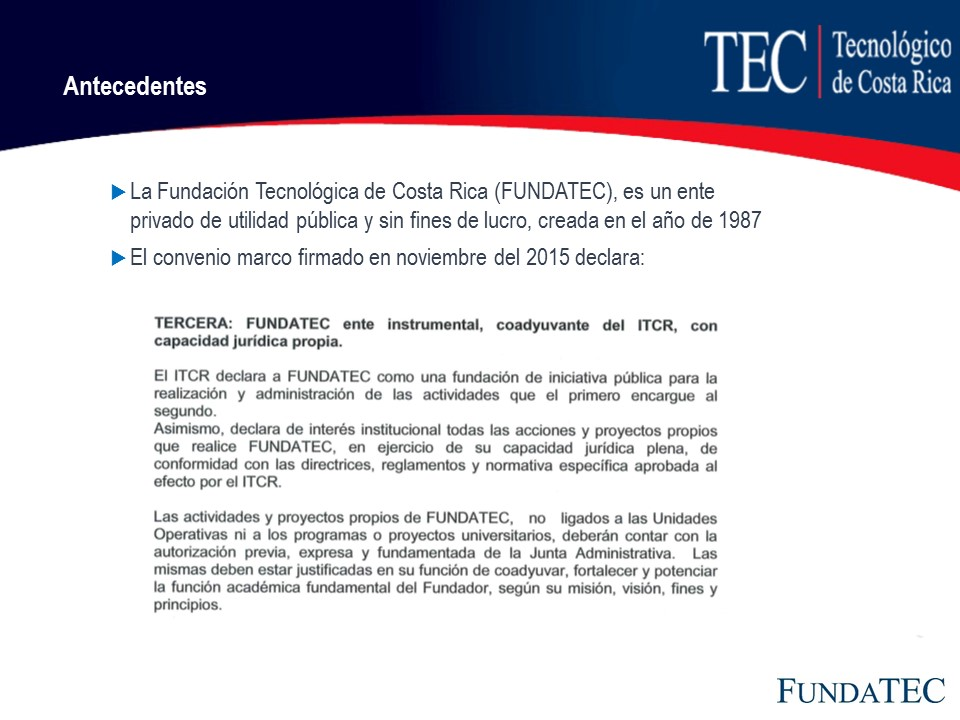 Antecedentes
TEC | Tecnológico
de Costa Rica
▶La Fundación Tecnológica de Costa Rica (FUNDATEC), es un ente
privado de utilidad pública y sin fines de lucro, creada en el año de 1987
▶El convenio marco firmado en noviembre del 2015 declara:
TERCERA: FUNDATEC ente instrumental, coadyuvante del ITCR, con
capacidad jurídica propia.
El ITCR declara a FUNDATEC como una fundación de iniciativa pública para la
realización y administración de las actividades que el primero encargue al
segundo.
Asimismo, declara de interés institucional todas las acciones y proyectos propios
que realice FUNDATEC, en ejercicio de su capacidad jurídica plena, de
conformidad con las directrices, reglamentos y normativa específica aprobada al
efecto por el ITCR.
Las actividades y proyectos propios de FUNDATEC, no ligados a las Unidades
Operativas ni a los programas o proyectos universitarios, deberán contar con la
autorización previa, expresa y fundamentada de la Junta Administrativa. Las
mismas deben estar justificadas en su función de coadyuvar, fortalecer y potenciar
la función académica fundamental del Fundador, según su misión, visión, fines y
principios.
FUNDATEC